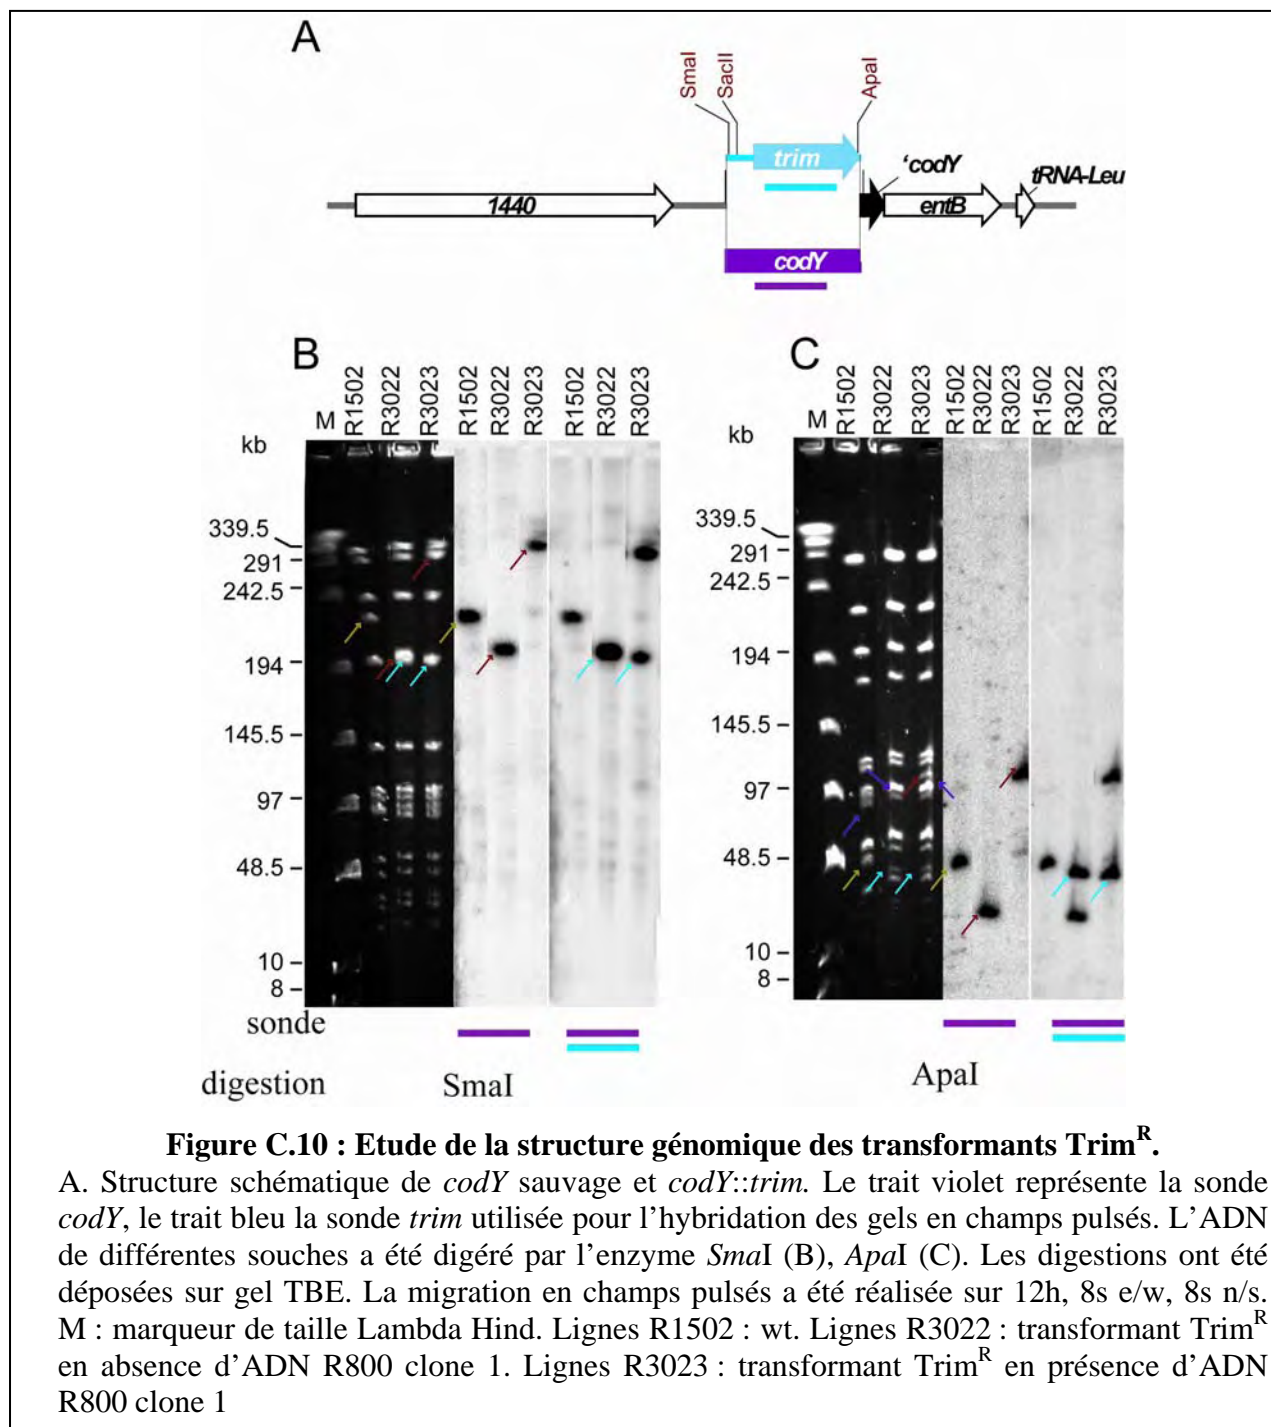 A
SmaI
SacII
ApaI
trim
'codY
tRNA-Leu
1440
entB
codY
B
C
M R1502 R3022 R3023 R1502 R3022 R3023 R1502 R3022 R3023
M R1502 R3022 R3023 R1502 R3022 R3023 R1502 R3022 R3023
kb
339.5
291
242.5
194
145.5
97
48.5
10
8
kb
339.5
291
242.5
194
145.5
97
48.5
10
8
sonde
digestion
SmaI
ApaI
Figure C.10 : Etude de la structure génomique des transformants Trim^R.
A. Structure schématique de codY sauvage et codY::trim. Le trait violet représente la sonde
codY, le trait bleu la sonde trim utilisée pour l'hybridation des gels en champs pulsés. L'ADN
de différentes souches a été digéré par l'enzyme SmaI (B), ApaI (C). Les digestions ont été
déposées sur gel TBE. La migration en champs pulsés a été réalisée sur 12h, 8s e/w, 8s n/s.
M : marqueur de taille Lambda Hind. Lignes R1502 : wt. Lignes R3022 : transformant Trim^R
en absence d'ADN R800 clone 1. Lignes R3023 : transformant Trim^R en présence d'ADN
R800 clone 1